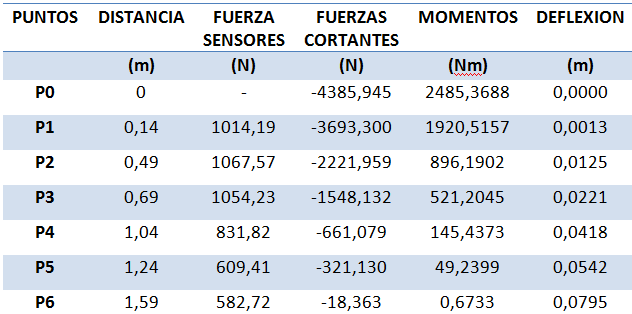 PUNTOS DISTANCIA FUERZA SENSORES FUERZAS CORTANTES MOMENTOS DEFLEXION
(m) (N) (N) (Nm) (m)
P0 0 - -4385,945 2485,3688 0,0000
P1 0,14 1014,19 -3693,300 1920,5157 0,0013
P2 0,49 1067,57 -2221,959 896,1902 0,0125
P3 0,69 1054,23 -1548,132 521,2045 0,0221
P4 1,04 831,82 -661,079 145,4373 0,0418
P5 1,24 609,41 -321,130 49,2399 0,0542
P6 1,59 582,72 -18,363 0,6733 0,0795